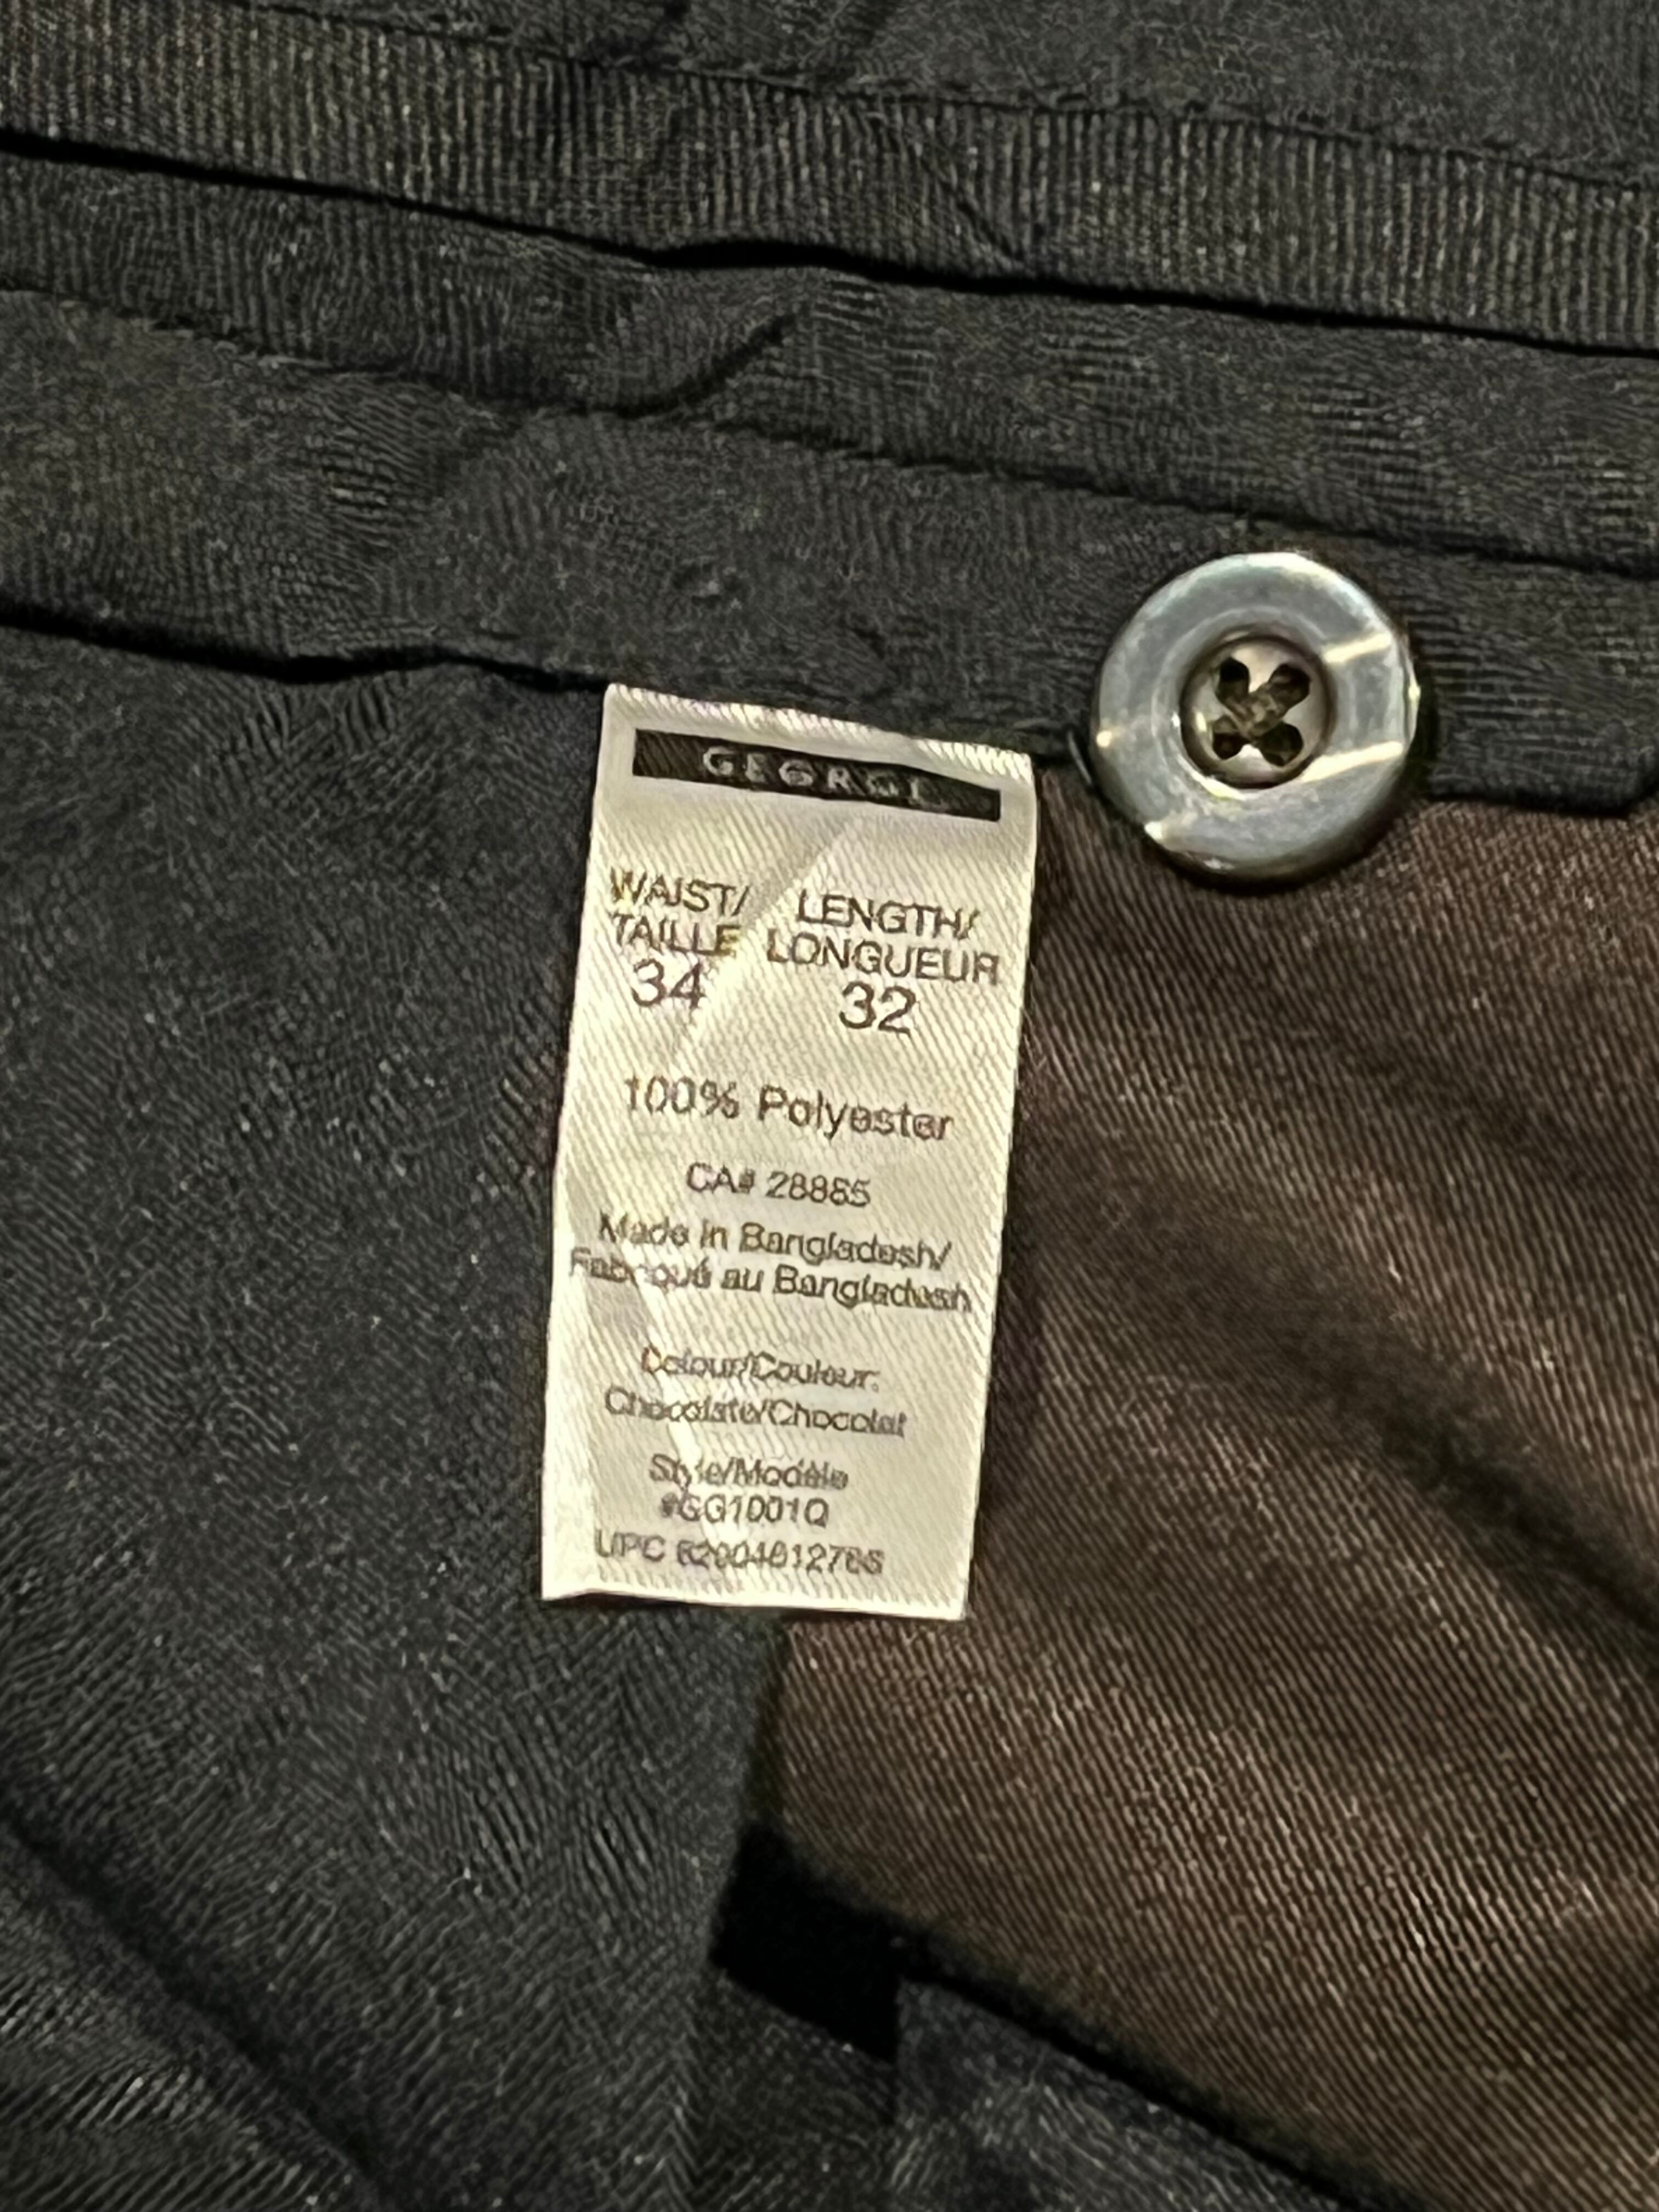 GEORGE
WAIST/ LENGTH/
TAILLE LONGUEUR
34 32
100% Polyester
CA# 28885
Made in Bangladesh/
Fabriqué au Bangladesh
Colour/Couleur:
Chocolate/Chocolat
Style/Modèle
#GG1001Q
UPC